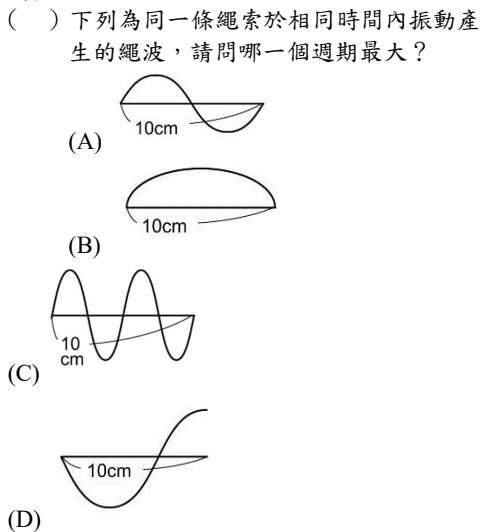 （　）下列為同一條繩索於相同時間內振動產
生的繩波，請問哪一個週期最大？
10cm
(A)
10cm
(B)
10
cm
(C)
10cm
(D)